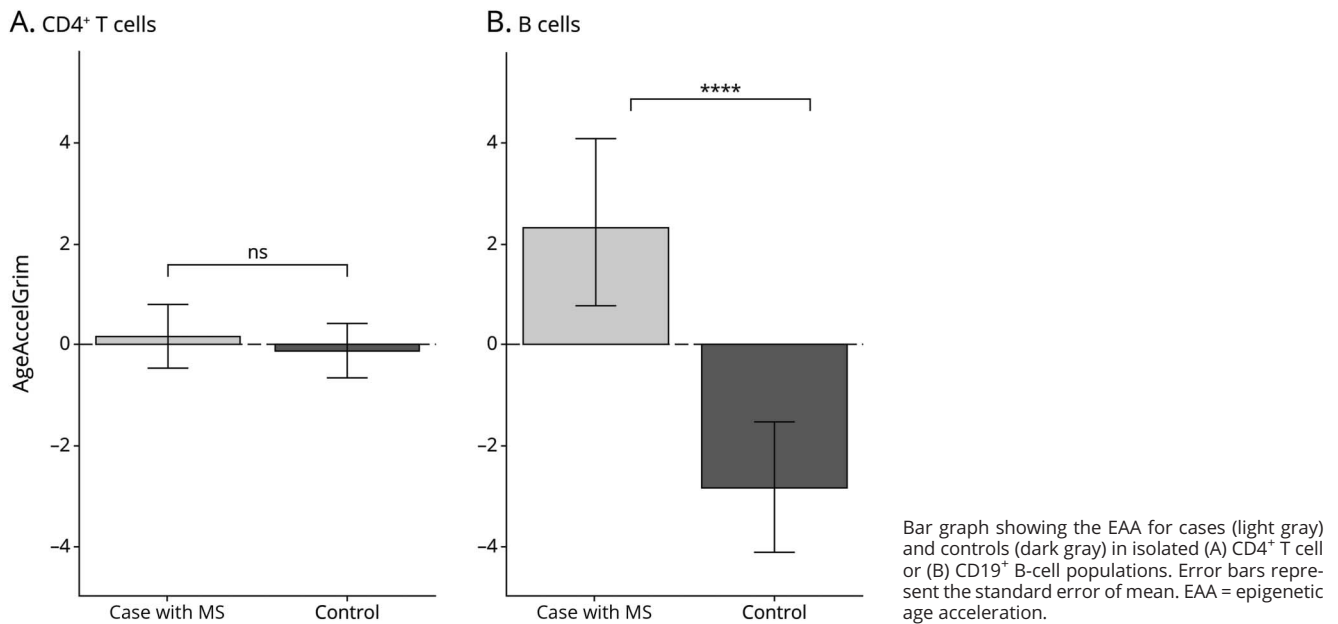 A. CD4⁺ T cells
AgeAccelGrim
4
2
0
−2
−4
ns
Case with MS
Control
B. B cells
4
2
0
−2
−4
****
Case with MS
Control
Bar graph showing the EAA for cases (light gray)
and controls (dark gray) in isolated (A) CD4⁺ T cell
or (B) CD19⁺ B-cell populations. Error bars repre-
sent the standard error of mean. EAA = epigenetic
age acceleration.